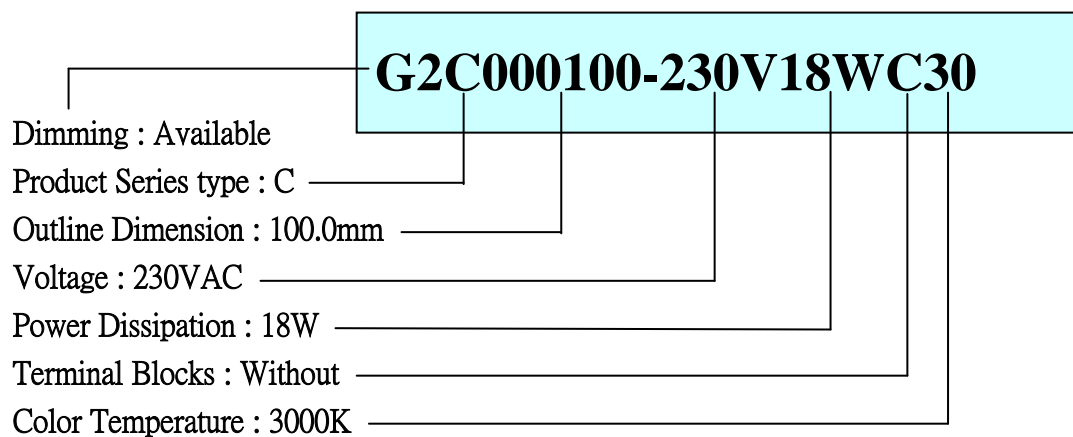 G2C000100-230V18WC30
Dimming : Available
Product Series type : C
Outline Dimension : 100.0mm
Voltage : 230VAC
Power Dissipation : 18W
Terminal Blocks : Without
Color Temperature : 3000K